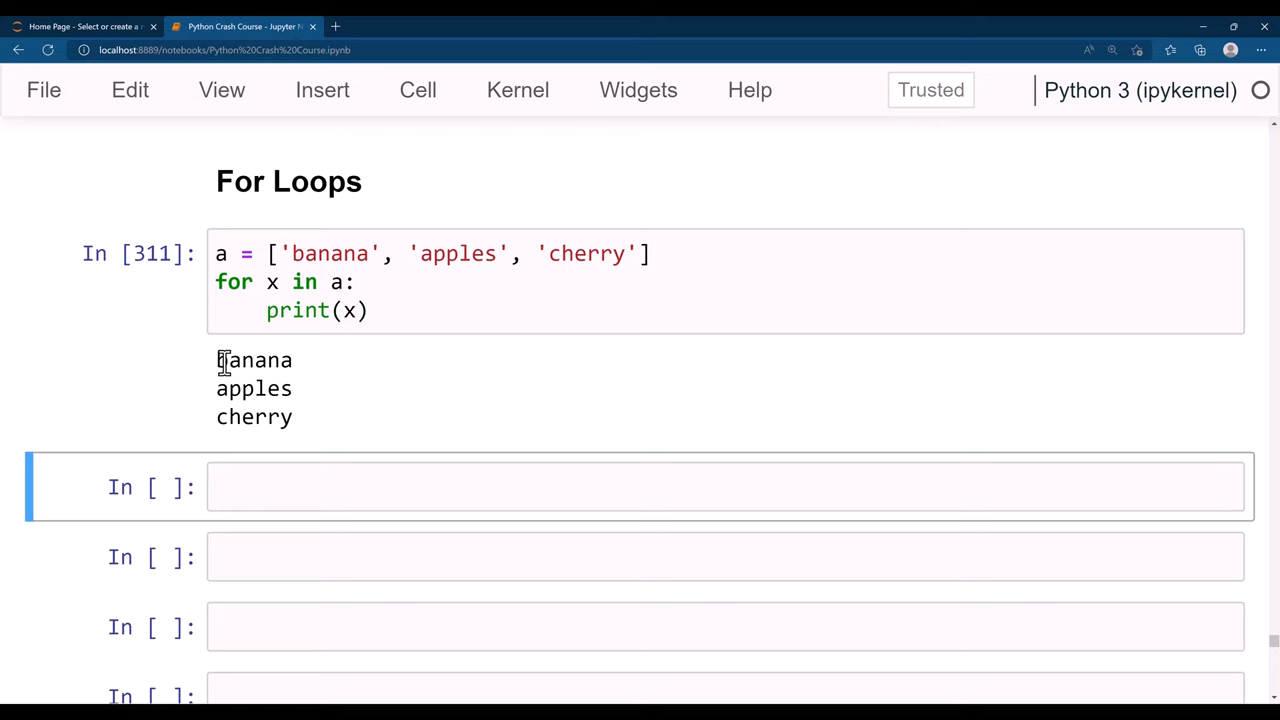 Home Page - Select or create a n
Python Crash Course - Jupyter N
localhost:8889/notebooks/Python%20Crash%20Course.ipynb
File Edit View Insert Cell Kernel Widgets Help Trusted Python 3 (ipykernel)
For Loops
In [311]: a = ['banana', 'apples', 'cherry']
for x in a:
print(x)
banana
apples
cherry
In [ ]:
In [ ]:
In [ ]:
In [ ]: